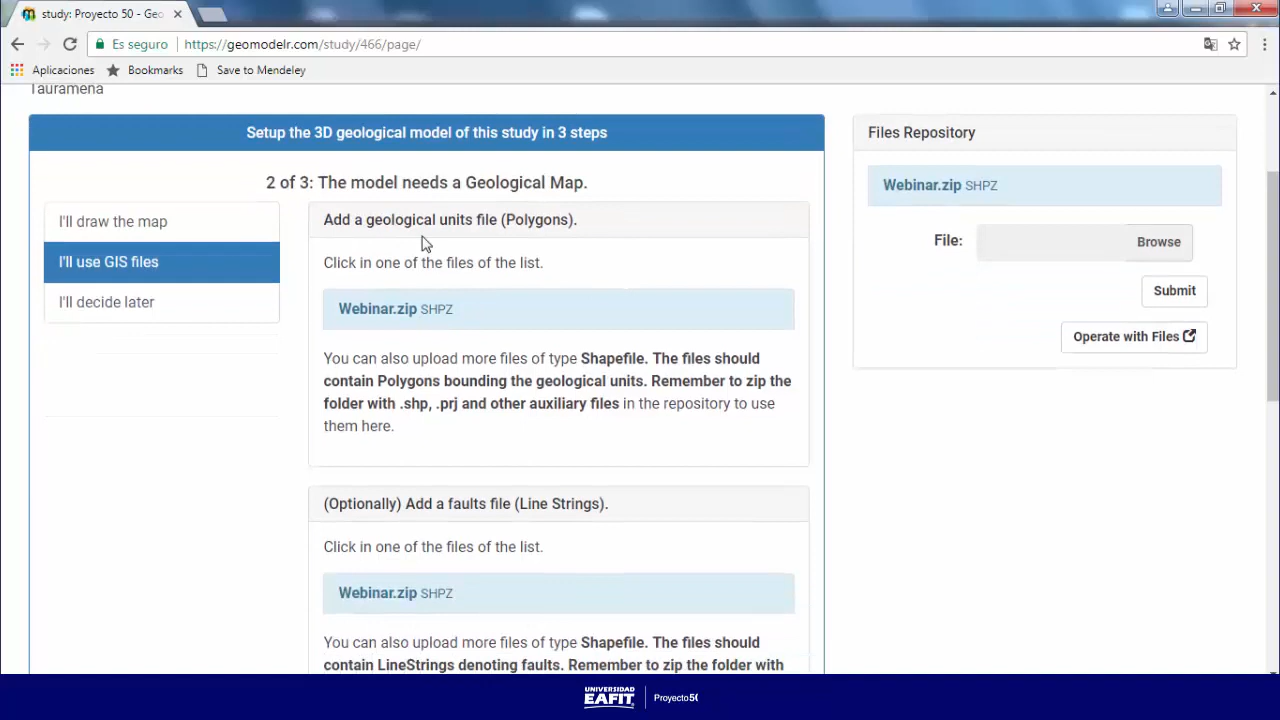 study: Proyecto 50 - Geo
Es seguro
https://geomodelr.com/study/466/page/
Aplicaciones
Bookmarks
Save to Mendeley
Tauramena
Setup the 3D geological model of this study in 3 steps
2 of 3: The model needs a Geological Map.
I'll draw the map
I'll use GIS files
I'll decide later
Add a geological units file (Polygons).
Click in one of the files of the list.
Webinar.zip SHPZ
You can also upload more files of type Shapefile. The files should
contain Polygons bounding the geological units. Remember to zip the
folder with .shp, .prj and other auxiliary files in the repository to use
them here.
(Optionally) Add a faults file (Line Strings).
Click in one of the files of the list.
Webinar.zip SHPZ
You can also upload more files of type Shapefile. The files should
contain LineStrings denoting faults. Remember to zip the folder with
Files Repository
Webinar.zip SHPZ
File:
Browse
Submit
Operate with Files
UNIVERSIDAD
EAFIT
Proyecto50